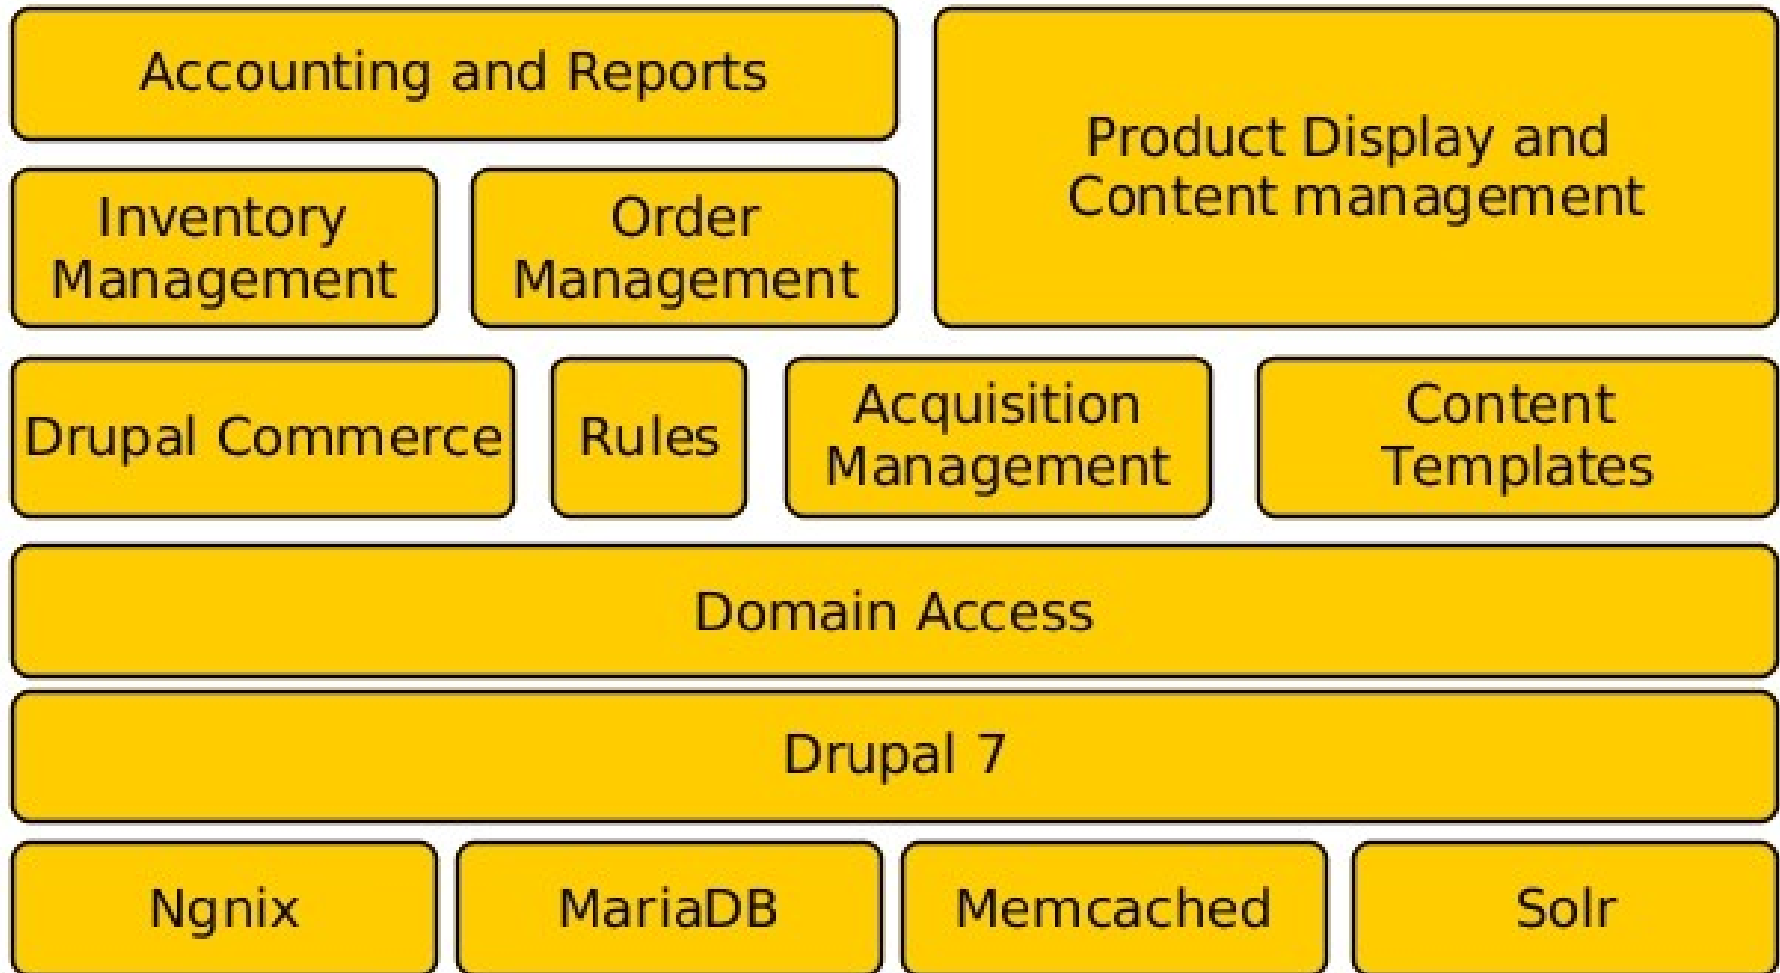 Accounting and Reports
Product Display and
Content management
Inventory
Management
Order
Management
Drupal Commerce
Rules
Acquisition
Management
Content
Templates
Domain Access
Drupal 7
Ngnix
MariaDB
Memcached
Solr